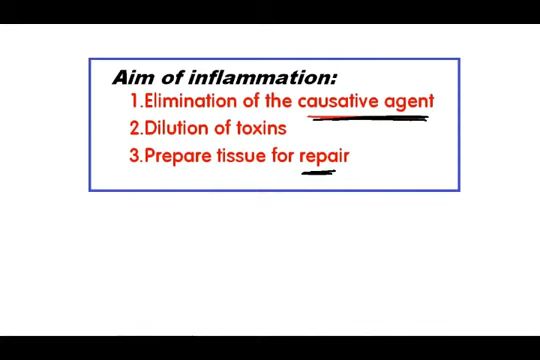 Aim of inflammation:
1.Elimination of the causative agent
2.Dilution of toxins
3.Prepare tissue for repair